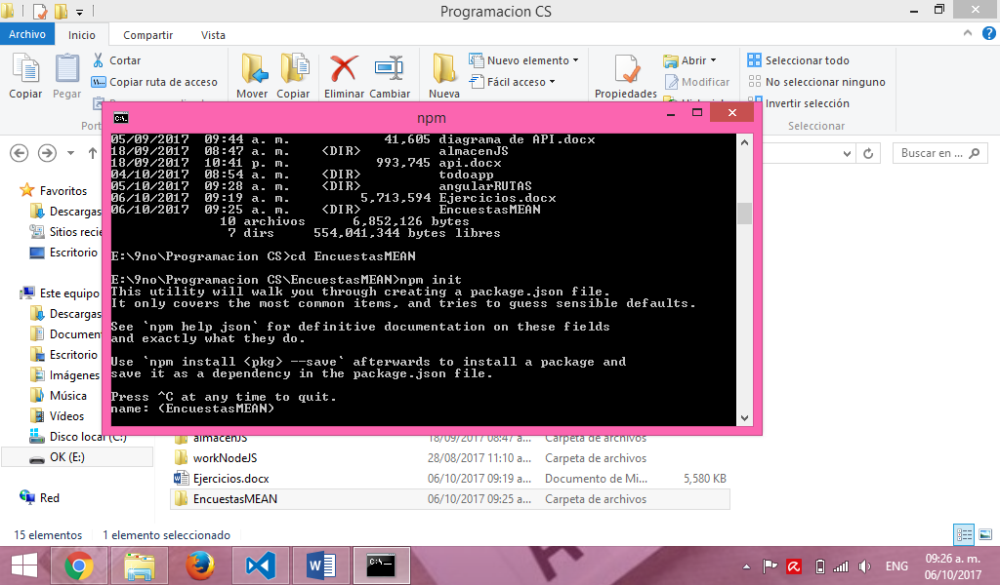 Programacion CS
Archivo
Inicio
Compartir
Vista
Copiar
Pegar
Cortar
Copiar ruta de acceso
Mover
Copiar
Eliminar
Cambiar
Nueva
Nuevo elemento
Fácil acceso
Propiedades
Abrir
Modificar
Seleccionar todo
No seleccionar ninguno
Invertir selección
Seleccionar
Buscar en ...
Favoritos
Descargas
Sitios recie
Escritorio
Este equipo
Descargas
Documen
Escritorio
Imágenes
Música
Vídeos
Disco local (C:)
OK (E:)
Red
npm
05/09/2017 09:44 a. m. 41,605 diagrama de API.docx
18/09/2017 08:47 a. m. <DIR> almacenJS
18/09/2017 10:41 p. m. 993,745 api.docx
04/10/2017 08:54 a. m. <DIR> todoapp
05/10/2017 09:28 a. m. <DIR> angularRUTAS
06/10/2017 09:19 a. m. 5,713,594 Ejercicios.docx
06/10/2017 09:25 a. m. <DIR> EncuestasMEAN
10 archivos 6,852,126 bytes
7 dirs 554,041,344 bytes libres
E:\9no\Programacion CS>cd EncuestasMEAN
E:\9no\Programacion CS\EncuestasMEAN>npm init
This utility will walk you through creating a package.json file.
It only covers the most common items, and tries to guess sensible defaults.
See `npm help json` for definitive documentation on these fields
and exactly what they do.
Use `npm install <pkg> --save` afterwards to install a package and
save it as a dependency in the package.json file.
Press ^C at any time to quit.
name: (EncuestasMEAN)
almacenJS 18/09/2017 08:47 a... Carpeta de archivos
workNodeJS 28/08/2017 11:10 a... Carpeta de archivos
Ejercicios.docx 06/10/2017 09:19 a... Documento de Mi... 5,580 KB
EncuestasMEAN 06/10/2017 09:25 a... Carpeta de archivos
15 elementos 1 elemento seleccionado
ENG
09:26 a. m.
06/10/2017